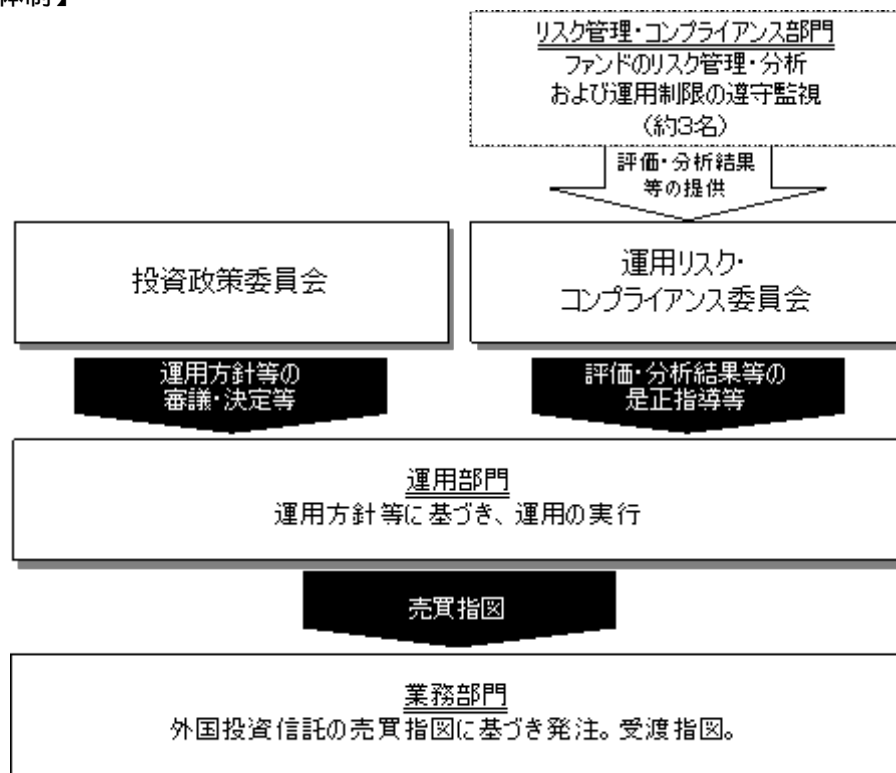 体制】
リスク管理・コンプライアンス部門
ファンドのリスク管理・分析
および運用制限の遵守監視
(約3名)
評価・分析結果
等の提供
投資政策委員会
運用リスク・
コンプライアンス委員会
運用方針等の
審議・決定等
評価・分析結果等の
是正指導等
運用部門
運用方針等に基づき、運用の実行
売買指図
業務部門
外国投資信託の売買指図に基づき発注。受渡指図。